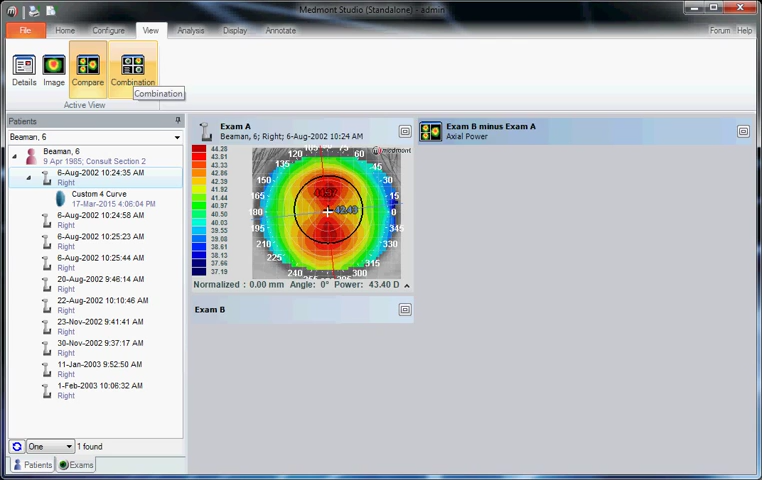 Medmont Studio (Standalone) - admin
File Home Configure View Analysis Display Annotate Forum Help
Details Image Compare Combination
Combination
Active View
Patients
Beaman, 6
Beaman, 6
9 Apr 1985; Consult Section 2
6-Aug-2002 10:24:35 AM
Right
Custom 4 Curve
17-Mar-2015 4:06:04 PM
6-Aug-2002 10:24:58 AM
Right
6-Aug-2002 10:25:23 AM
Right
6-Aug-2002 10:25:44 AM
Right
20-Aug-2002 9:46:14 AM
Right
22-Aug-2002 10:10:46 AM
Right
23-Nov-2002 9:41:41 AM
Right
30-Nov-2002 9:37:17 AM
Right
11-Jan-2003 9:52:50 AM
Right
1-Feb-2003 10:06:32 AM
Right
One 1 found
Patients Exams
Exam A
Beaman, 6; Right; 6-Aug-2002 10:24 AM
44.28
43.81
43.33
42.86
42.39
41.92
41.44
40.97
40.50
40.03
39.55
39.08
38.61
38.13
37.66
37.19
medmont
120 60
150 30
165 15
180 0
195 345
210
225 315
240 300
42.43
Normalized : 0.00 mm Angle: 0° Power: 43.40 D
Exam B
Exam B minus Exam A
Axial Power